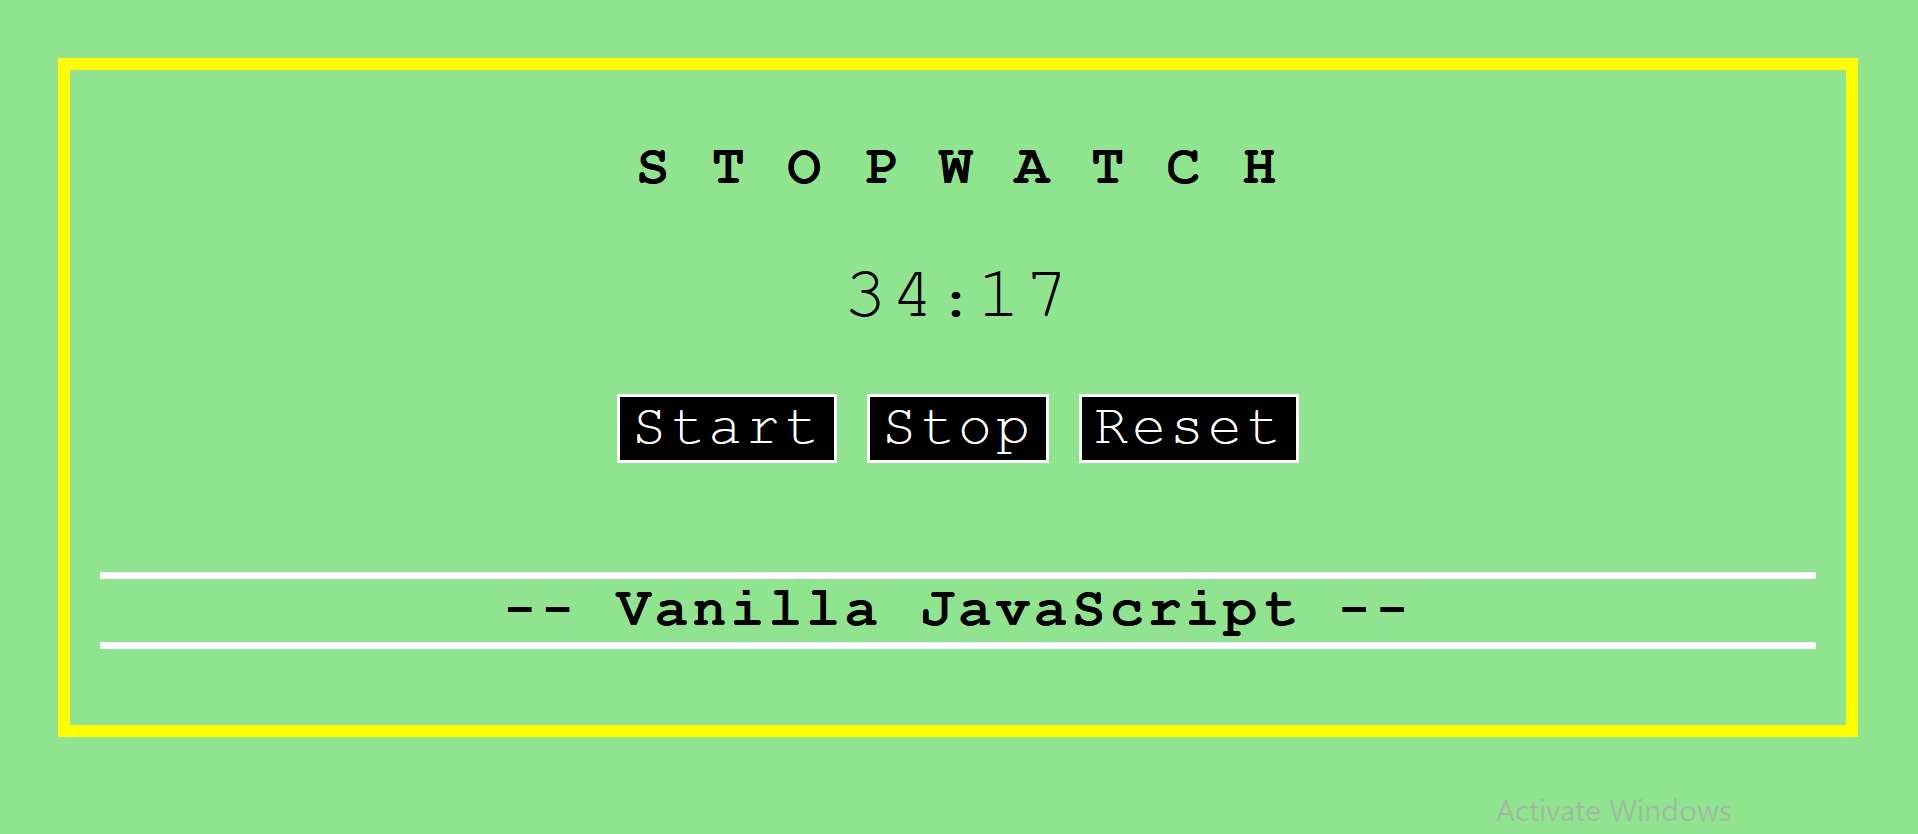 S T O P W A T C H
34:17
Start Stop Reset
-- Vanilla JavaScript --
Activate Windows